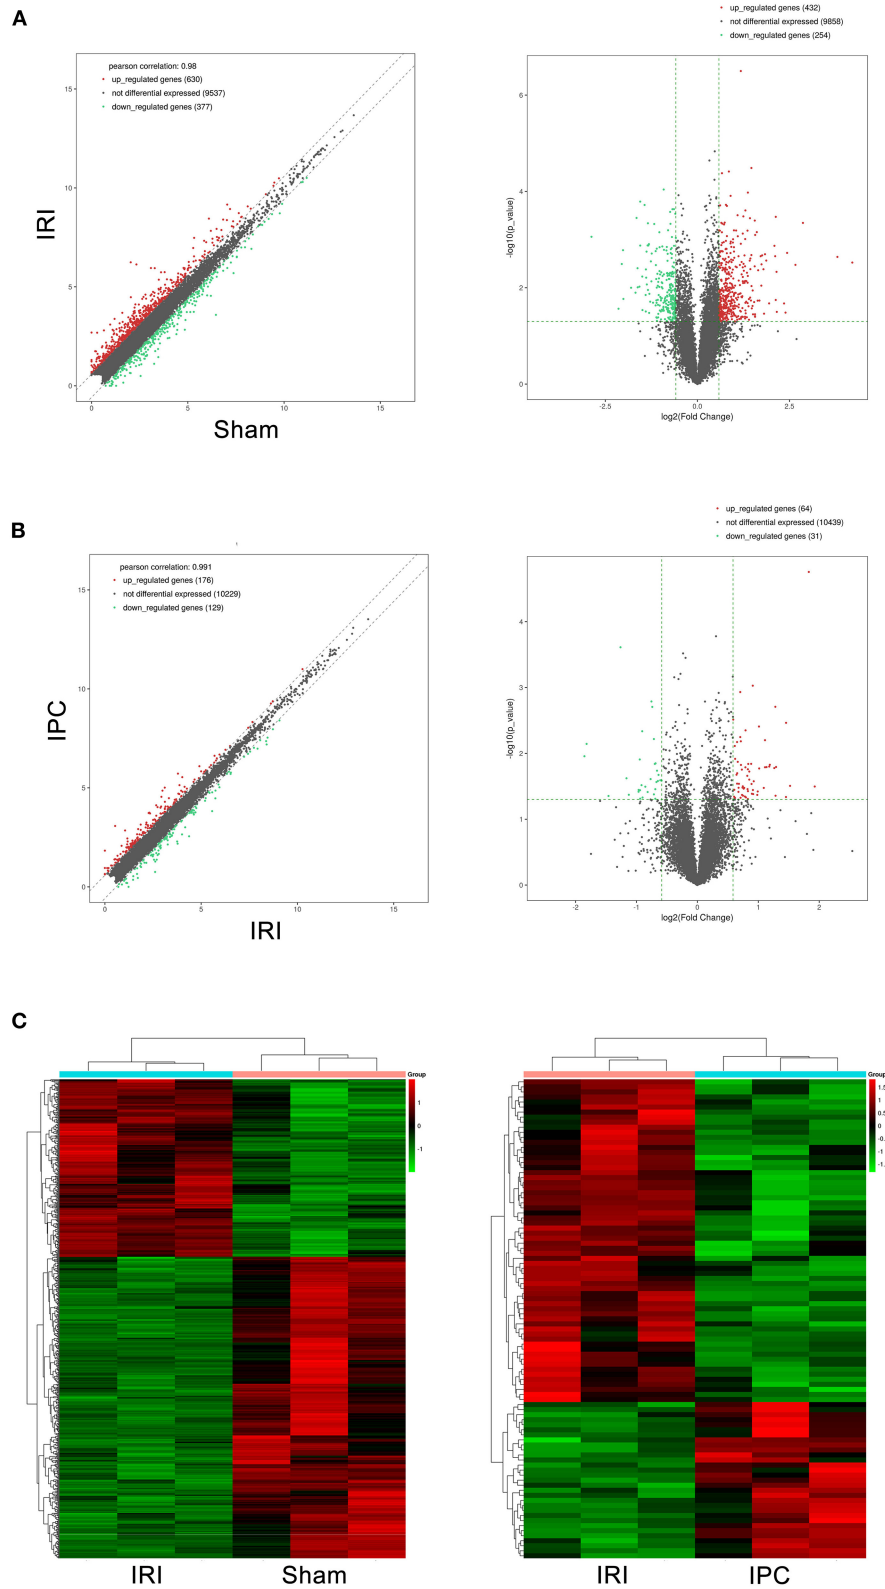 A
up_regulated genes (432)
not differential expressed (9858)
down_regulated genes (254)
pearson correlation: 0.98
up_regulated genes (630)
not differential expressed (9537)
down_regulated genes (377)
15
10
5
0
IRI
0 5 10 15
Sham
6
4
2
0
-log10(p_value)
-2.5 0.0 2.5
log2(Fold Change)
B
up_regulated genes (64)
not differential expressed (10439)
down_regulated genes (31)
pearson correlation: 0.991
up_regulated genes (176)
not differential expressed (10229)
down_regulated genes (129)
15
10
5
0
IPC
0 5 10 15
IRI
4
3
2
1
0
-log10(p_value)
-2 -1 0 1 2
log2(Fold Change)
C
Group
1
0
-1
IRI Sham
Group
1.5
0.5
0
-0.
-1.
IRI IPC